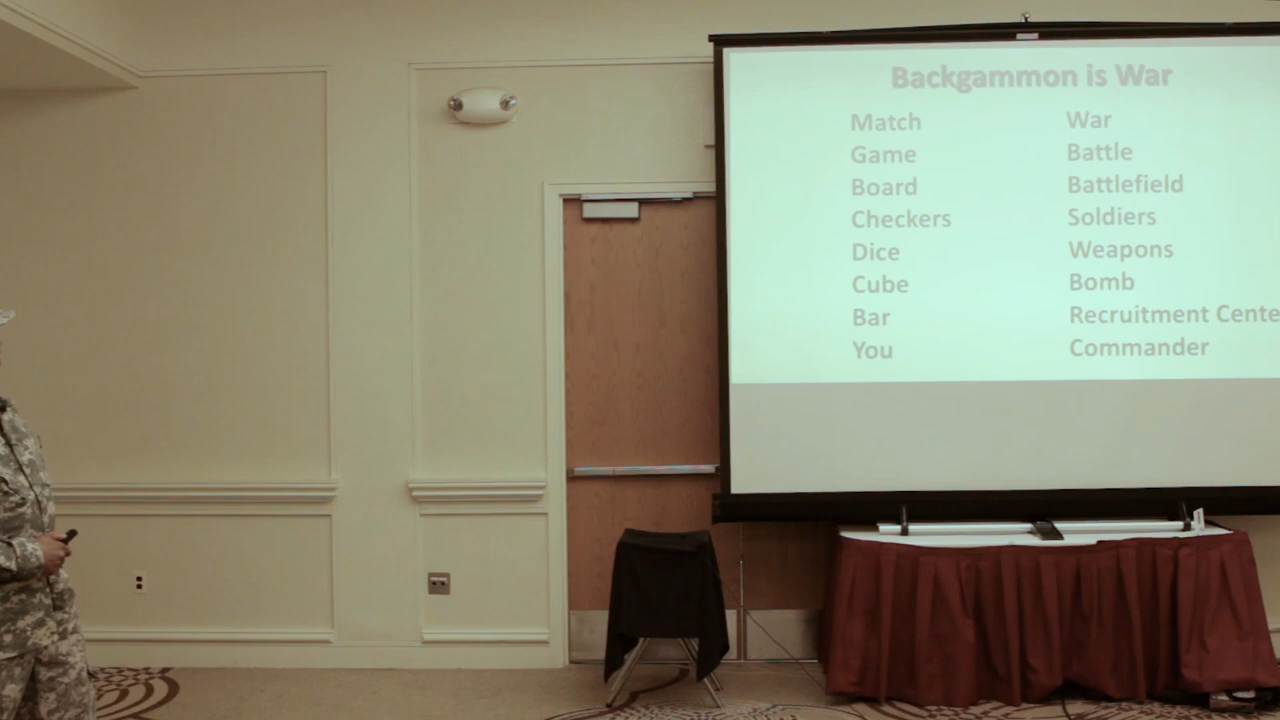 Backgammon is War
Match War
Game Battle
Board Battlefield
Checkers Soldiers
Dice Weapons
Cube Bomb
Bar Recruitment Cente
You Commander